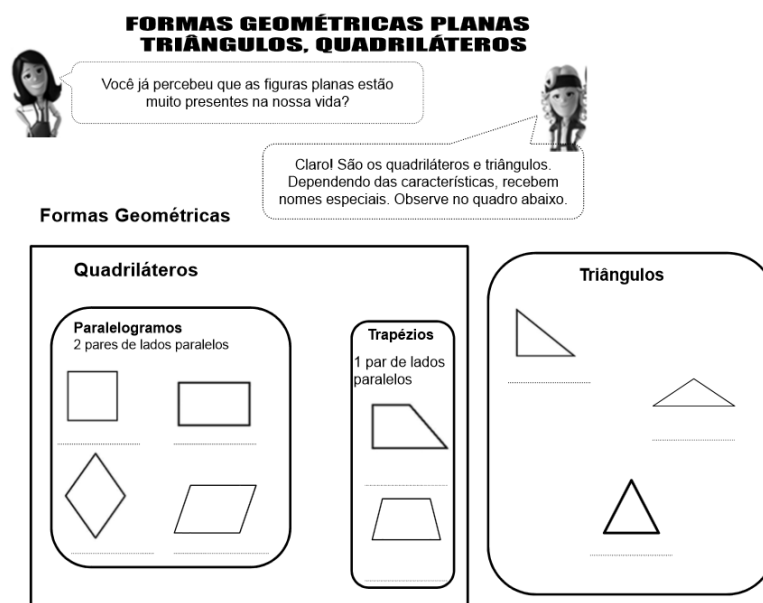 FORMAS GEOMÉTRICAS PLANAS
TRIÂNGULOS, QUADRILÁTEROS
Você já percebeu que as figuras planas estão
muito presentes na nossa vida?
Claro! São os quadriláteros e triângulos.
Dependendo das características, recebem
nomes especiais. Observe no quadro abaixo.
Formas Geométricas
Quadriláteros
Paralelogramos
2 pares de lados paralelos
Trapézios
1 par de lados
paralelos
Triângulos